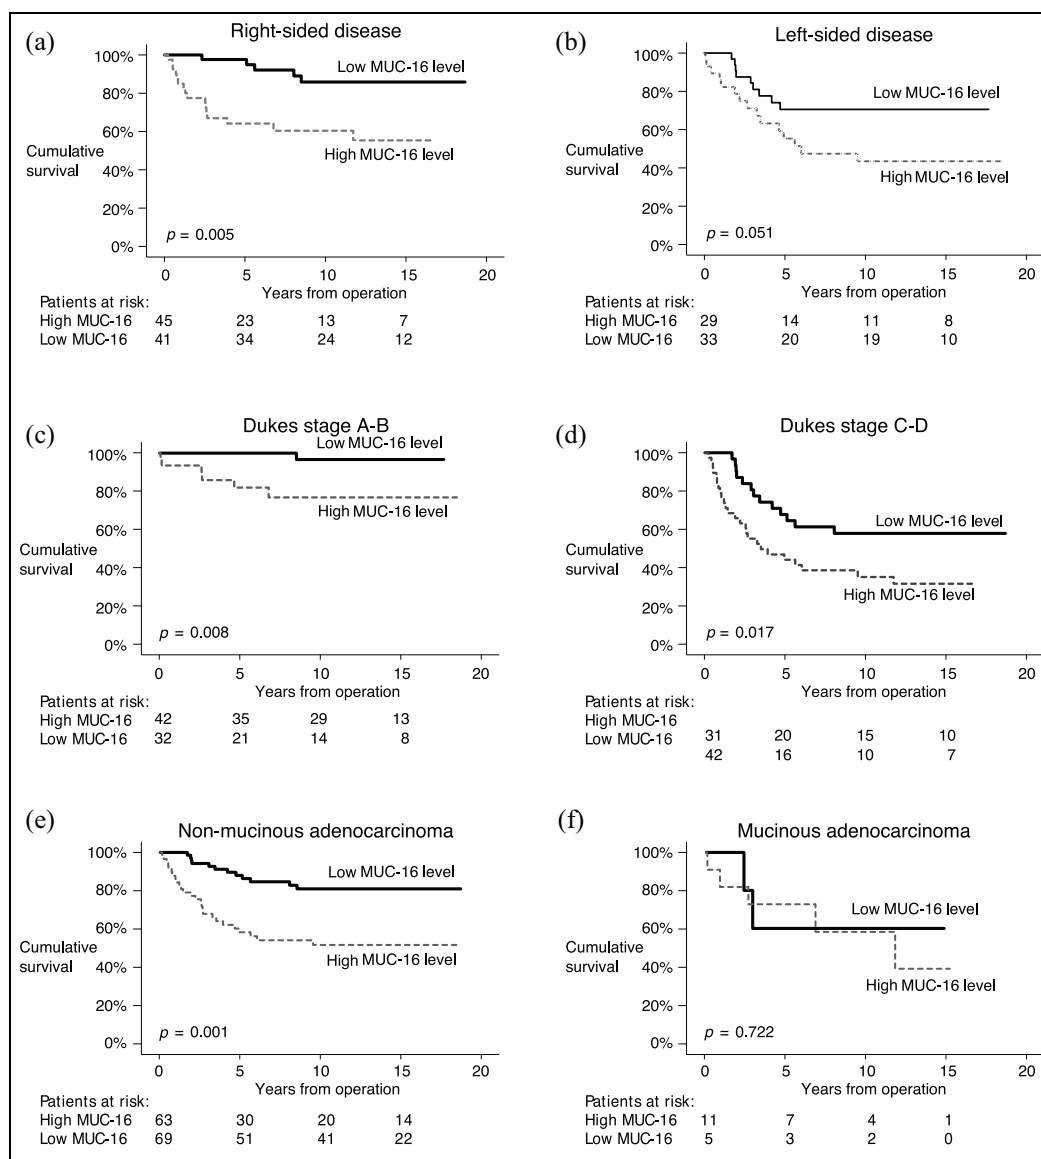 (a)
Right-sided disease
100%
80%
60%
40%
20%
0%
Cumulative
survival
Low MUC-16 level
High MUC-16 level
p = 0.005
0 5 10 15 20
Years from operation
Patients at risk:
High MUC-16 45 23 13 7
Low MUC-16 41 34 24 12
(b)
Left-sided disease
100%
80%
60%
40%
20%
0%
Cumulative
survival
Low MUC-16 level
High MUC-16 level
p = 0.051
0 5 10 15 20
Years from operation
Patients at risk:
High MUC-16 29 14 11 8
Low MUC-16 33 20 19 10
(c)
Dukes stage A-B
100%
80%
60%
40%
20%
0%
Cumulative
survival
Low MUC-16 level
High MUC-16 level
p = 0.008
0 5 10 15 20
Years from operation
Patients at risk:
High MUC-16 42 35 29 13
Low MUC-16 32 21 14 8
(d)
Dukes stage C-D
100%
80%
60%
40%
20%
0%
Cumulative
survival
Low MUC-16 level
High MUC-16 level
p = 0.017
0 5 10 15 20
Years from operation
Patients at risk:
High MUC-16
Low MUC-16 31 20 15 10
42 16 10 7
(e)
Non-mucinous adenocarcinoma
100%
80%
60%
40%
20%
0%
Cumulative
survival
Low MUC-16 level
High MUC-16 level
p = 0.001
0 5 10 15 20
Years from operation
Patients at risk:
High MUC-16 63 30 20 14
Low MUC-16 69 51 41 22
(f)
Mucinous adenocarcinoma
100%
80%
60%
40%
20%
0%
Cumulative
survival
Low MUC-16 level
High MUC-16 level
p = 0.722
0 5 10 15 20
Years from operation
Patients at risk:
High MUC-16 11 7 4 1
Low MUC-16 5 3 2 0